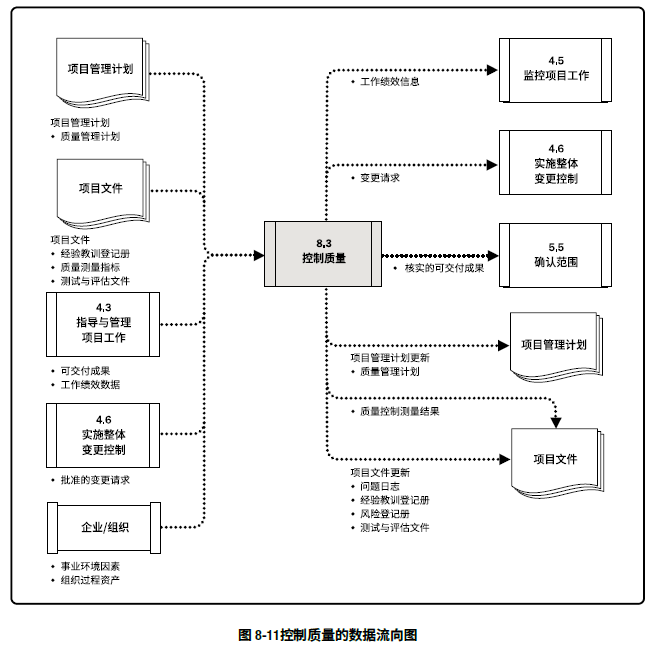 项目管理计划
项目管理计划
• 质量管理计划
项目文件
项目文件
• 经验教训登记册
• 质量测量指标
• 测试与评估文件
4.3
指导与管理
项目工作
• 可交付成果
• 工作绩效数据
4.6
实施整体
变更控制
• 批准的变更请求
企业/组织
• 事业环境因素
• 组织过程资产
8.3
控制质量
• 工作绩效信息
4.5
监控项目工作
• 变更请求
4.6
实施整体
变更控制
• 核实的可交付成果
5.5
确认范围
项目管理计划更新
• 质量管理计划
项目管理计划
• 质量控制测量结果
项目文件
项目文件更新
• 问题日志
• 经验教训登记册
• 风险登记册
• 测试与评估文件
图 8-11控制质量的数据流向图